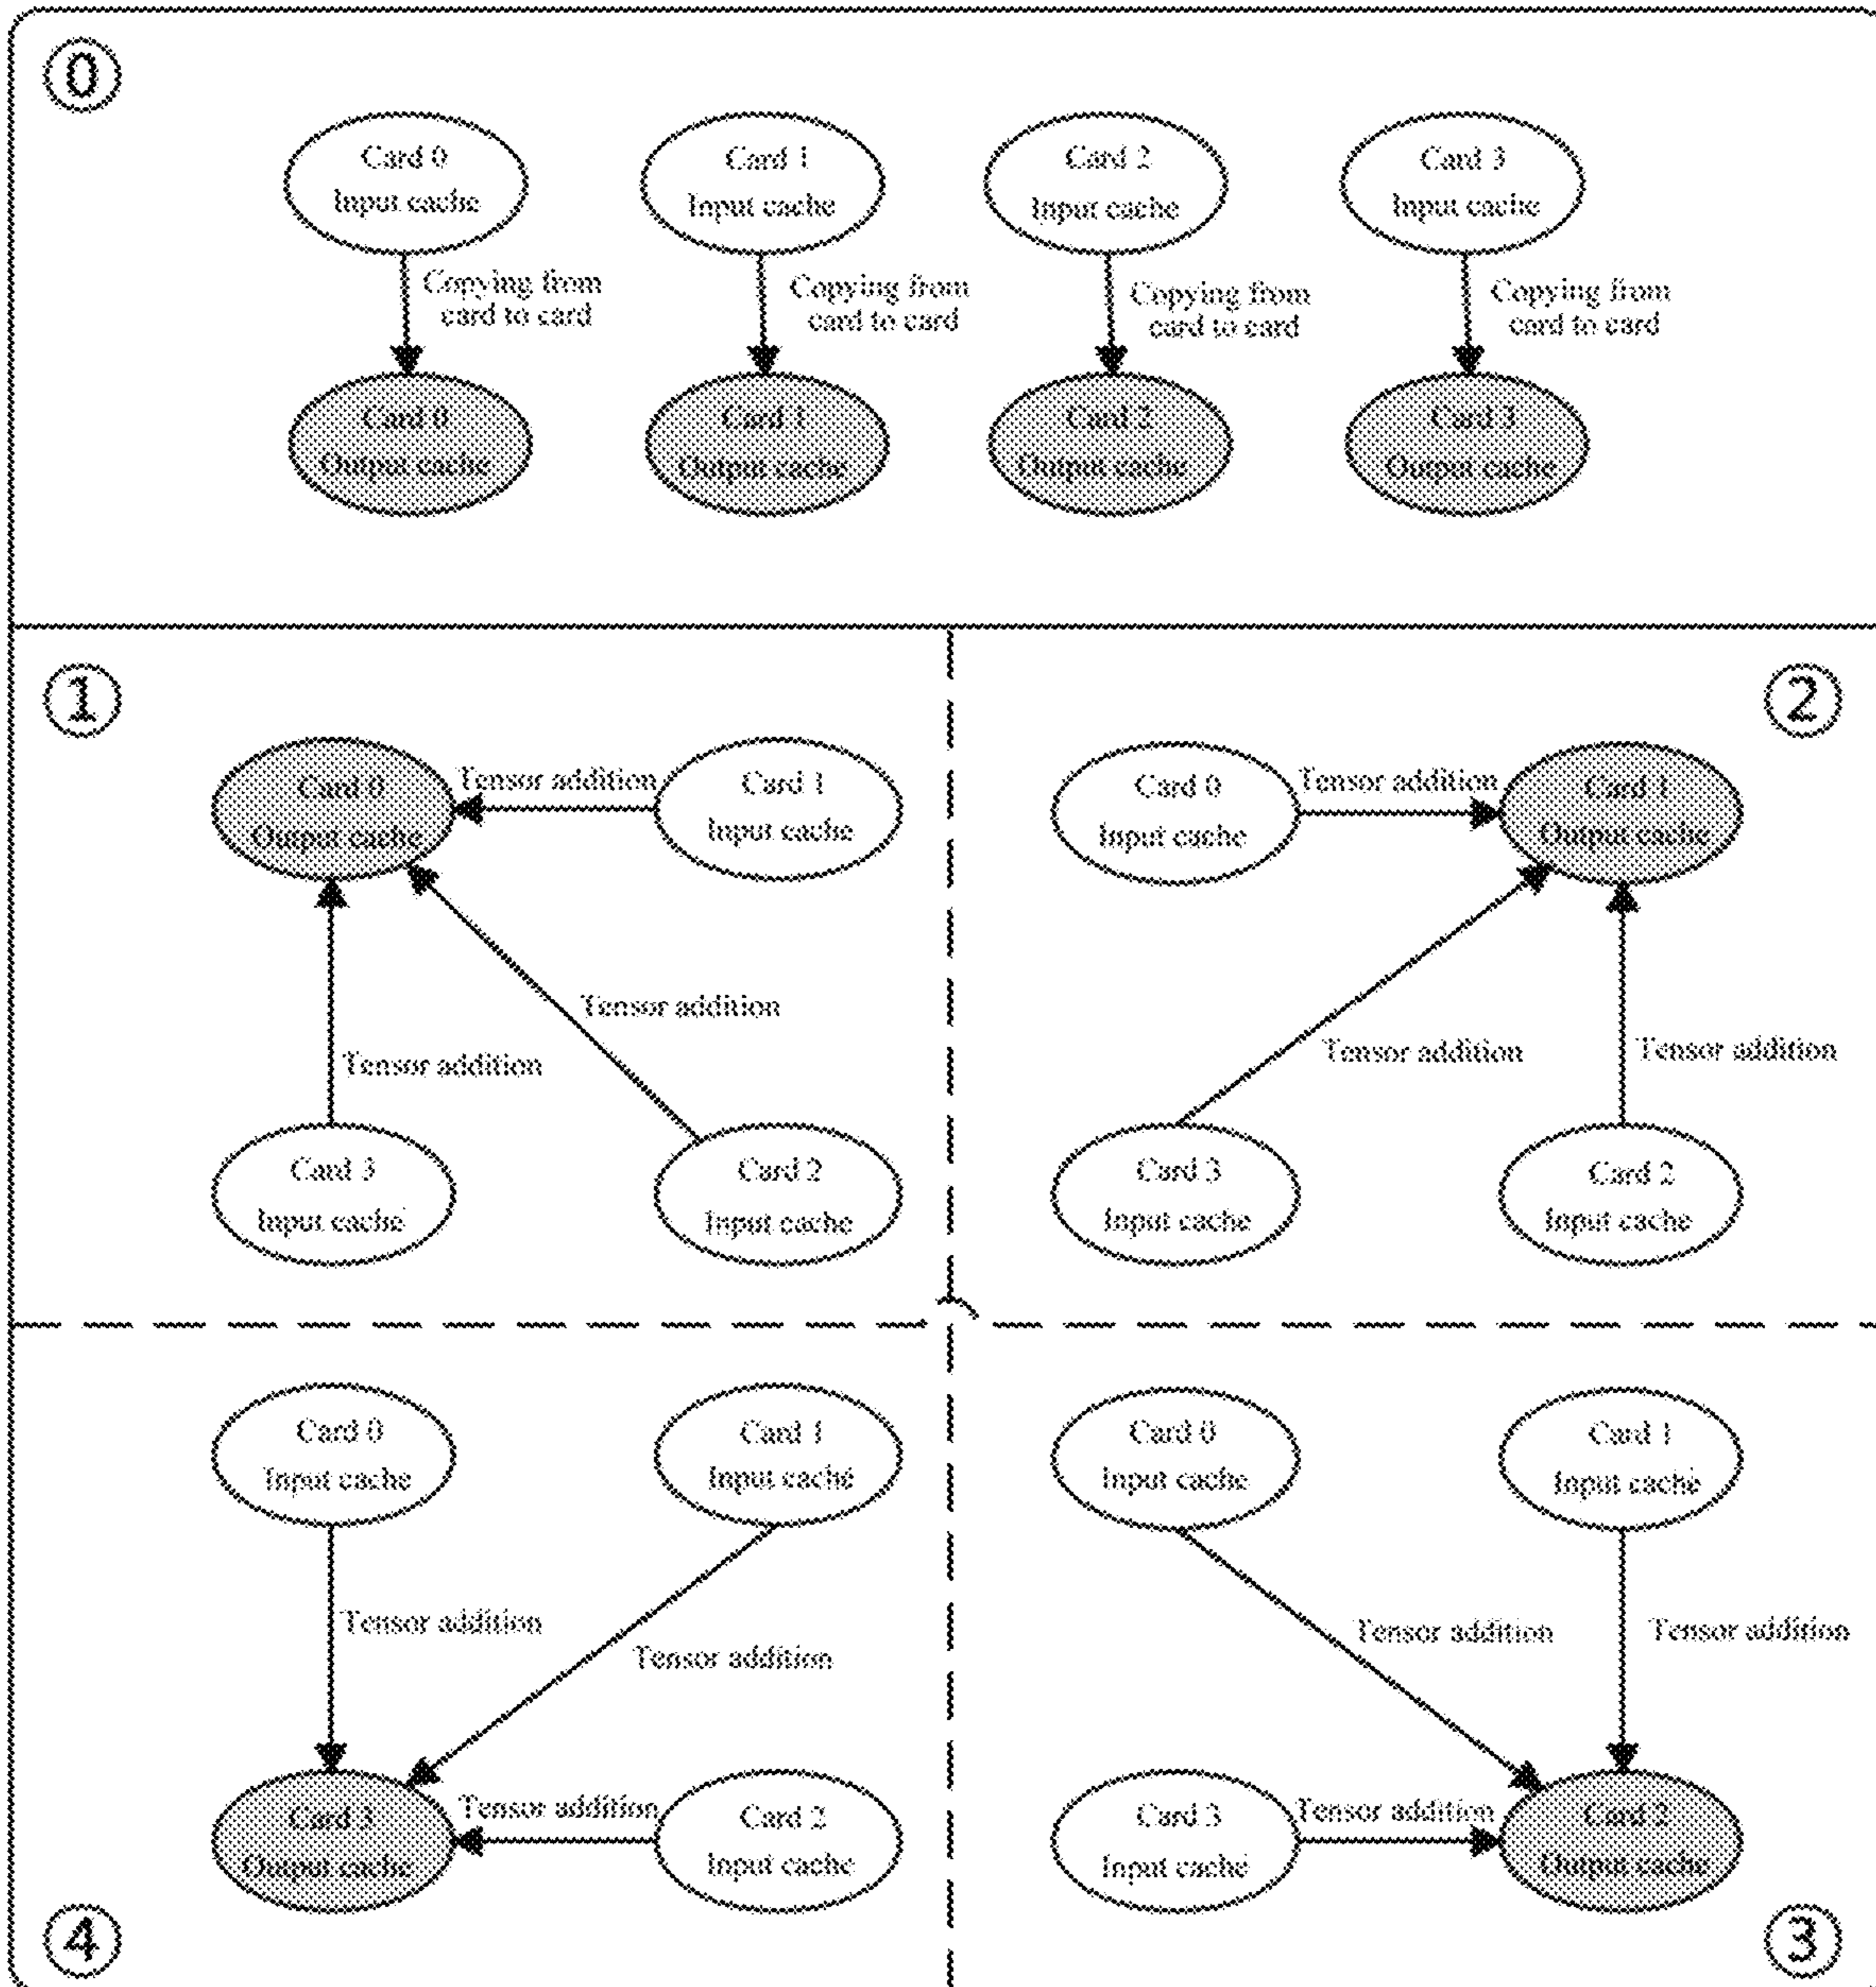 ⓪
Card 0
Input cache
Card 1
Input cache
Card 2
Input cache
Card 3
Input cache
Copying from
card to card
Copying from
card to card
Copying from
card to card
Copying from
card to card
Card 0
Output cache
Card 1
Output cache
Card 2
Output cache
Card 3
Output cache
①
Card 0
Output cache
Tensor addition
Card 1
Input cache
Tensor addition
Tensor addition
Card 3
Input cache
Card 2
Input cache
②
Card 0
Input cache
Tensor addition
Card 1
Output cache
Tensor addition
Tensor addition
Card 3
Input cache
Card 2
Input cache
Card 0
Input cache
Card 1
Input cache
Tensor addition
Tensor addition
Card 3
Output cache
Tensor addition
Card 2
Input cache
④
Card 0
Input cache
Card 1
Input cache
Tensor addition
Tensor addition
Card 3
Input cache
Tensor addition
Card 2
Output cache
③